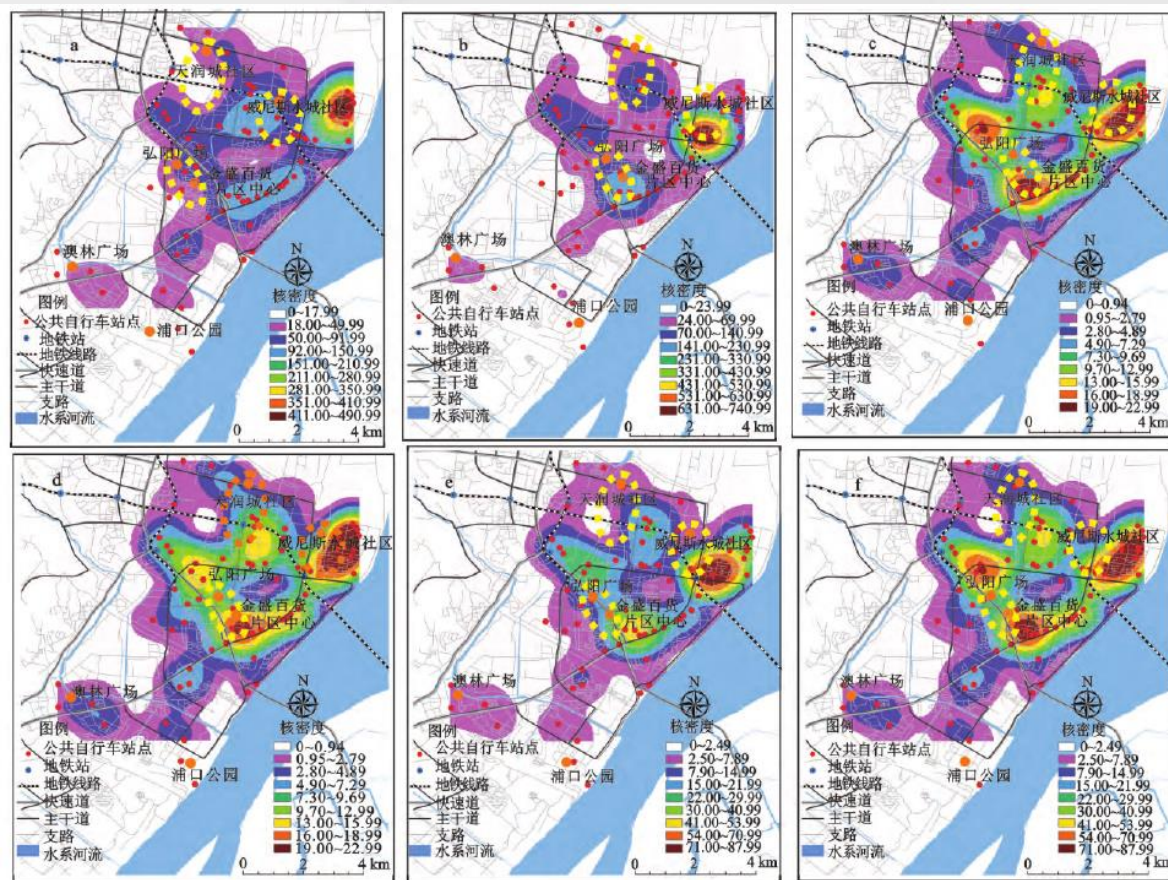 a
天润城社区
威尼斯水城社区
弘阳广场
金盛百货
片区中心
澳林广场
浦口公园
N
图例
公共自行车站点
地铁站
地铁线路
快速道
主干道
支路
水系河流
核密度
0~17.99
18.00~49.99
50.00~91.99
92.00~150.99
151.00~210.99
211.00~280.99
281.00~350.99
351.00~410.99
411.00~490.99
0 2 4 km
b
威尼斯水城社区
弘阳广场
金盛百货
片区中心
澳林广场
浦口公园
N
图例
公共自行车站点
地铁站
地铁线路
快速道
主干道
支路
水系河流
核密度
0~23.99
24.00~69.99
70.00~140.99
141.00~230.99
231.00~330.99
331.00~430.99
431.00~530.99
531.00~630.99
631.00~740.99
0 2 4 km
c
天润城社区
威尼斯水城社区
弘阳广场
金盛百货
片区中心
澳林广场
浦口公园
N
图例
公共自行车站点
地铁站
地铁线路
快速道
主干道
支路
水系河流
核密度
0~0.94
0.95~2.79
2.80~4.89
4.90~7.29
7.30~9.69
9.70~12.99
13.00~15.99
16.00~18.99
19.00~22.99
0 2 4 km
d
天润城社区
威尼斯水城社区
弘阳广场
金盛百货
片区中心
澳林广场
浦口公园
N
图例
公共自行车站点
地铁站
地铁线路
快速道
主干道
支路
水系河流
核密度
0~0.94
0.95~2.79
2.80~4.89
4.90~7.29
7.30~9.69
9.70~12.99
13.00~15.99
16.00~18.99
19.00~22.99
0 2 4 km
e
天润城社区
威尼斯水城社区
弘阳广场
金盛百货
片区中心
澳林广场
浦口公园
N
图例
公共自行车站点
地铁站
地铁线路
快速道
主干道
支路
水系河流
核密度
0~2.49
2.50~7.89
7.90~14.99
15.00~21.99
22.00~29.99
30.00~40.99
41.00~53.99
54.00~70.99
71.00~87.99
0 2 4 km
f
天润城社区
威尼斯水城社区
弘阳广场
金盛百货
片区中心
澳林广场
浦口公园
N
图例
公共自行车站点
地铁站
地铁线路
快速道
主干道
支路
水系河流
核密度
0~2.49
2.50~7.89
7.90~14.99
15.00~21.99
22.00~29.99
30.00~40.99
41.00~53.99
54.00~70.99
71.00~87.99
0 2 4 km